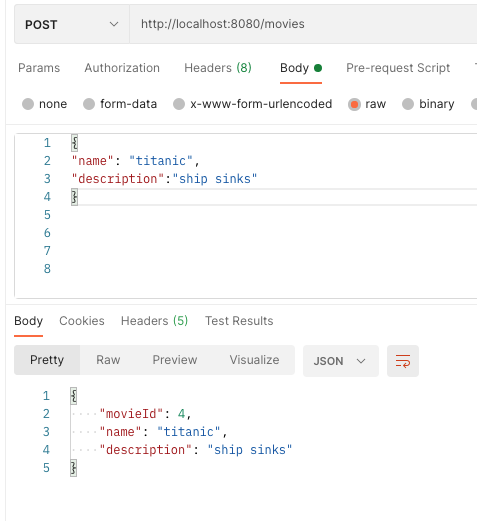 POST http://localhost:8080/movies
Params Authorization Headers (8) Body Pre-request Script
none form-data x-www-form-urlencoded raw binary
1 {
2 "name": "titanic",
3 "description":"ship sinks"
4 }
5
6
7
8
Body Cookies Headers (5) Test Results
Pretty Raw Preview Visualize JSON
1 {
2 "movieId": 4,
3 "name": "titanic",
4 "description": "ship sinks"
5 }